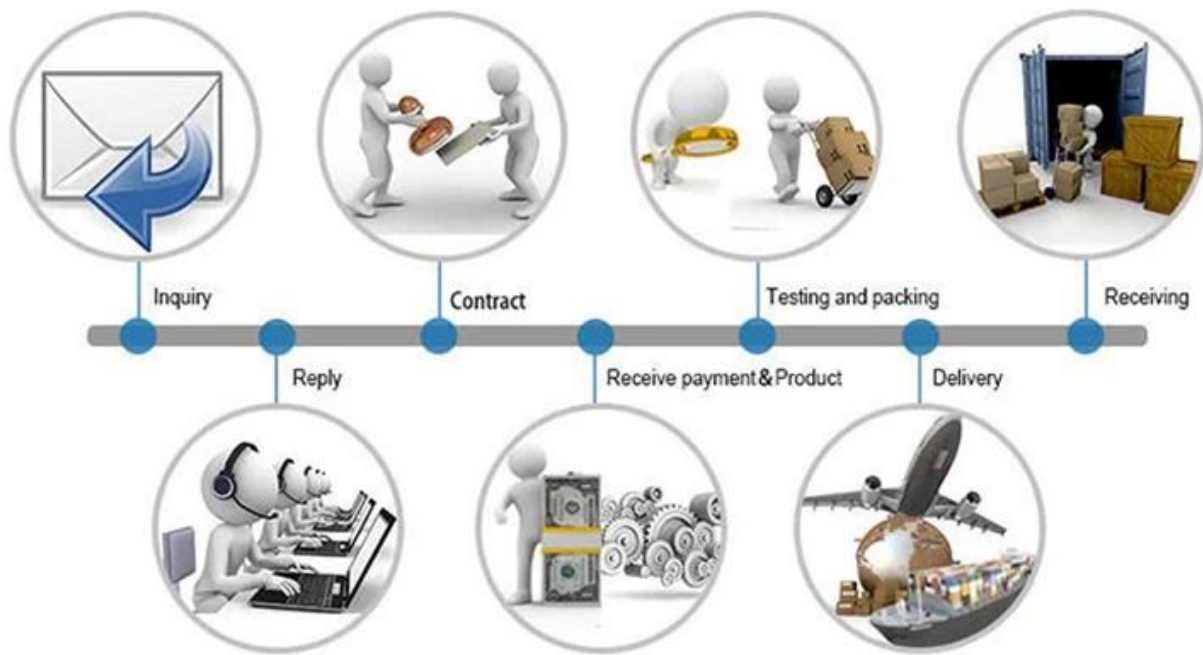 Inquiry
Contract
Testing and packing
Receiving
Reply
Receive payment&Product
Delivery